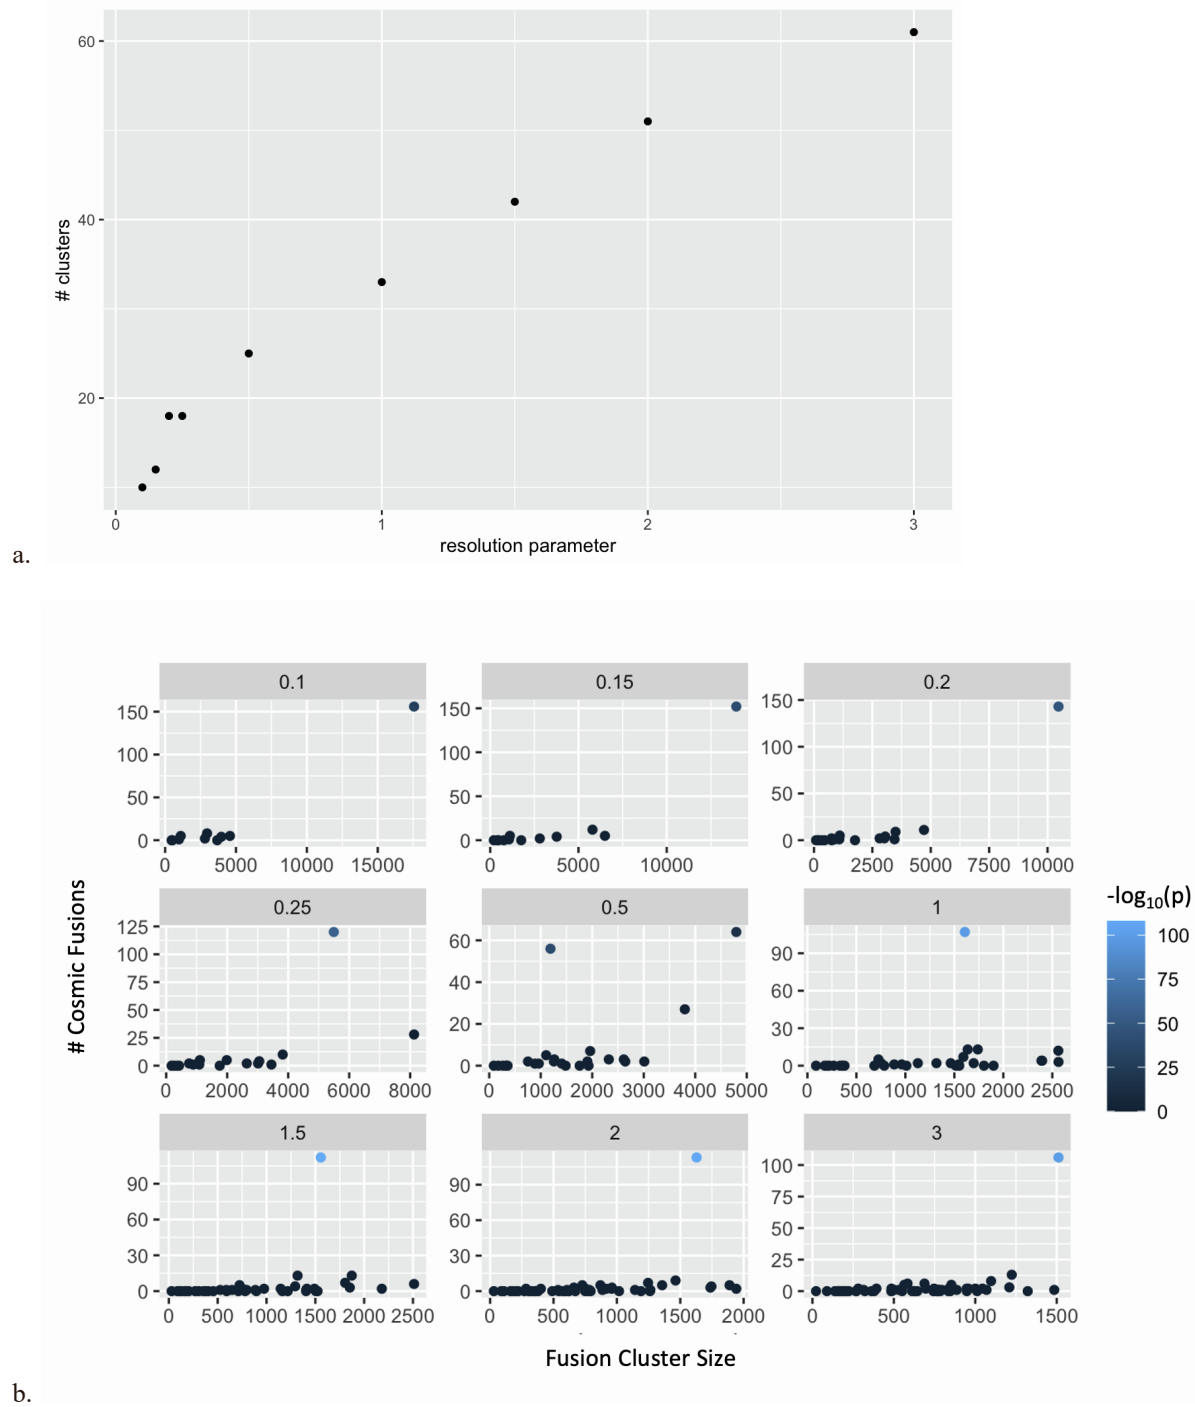 60
40
20
# clusters
0 1 2 3
resolution parameter
a.
0.1 0.15 0.2
150 100 50 0
0 5000 10000 15000
150 100 50 0
0 5000 10000
150 100 50 0
0 2500 5000 7500 10000
# Cosmic Fusions
0.25 0.5 1
125 100 75 50 25 0
0 2000 4000 6000 8000
60 40 20 0
0 1000 2000 3000 4000 5000
90 60 30 0
0 500 1000 1500 2000 2500
-log10(p)
100
75
50
25
0
1.5 2 3
90 60 30 0
0 500 1000 1500 2000 2500
90 60 30 0
0 500 1000 1500 2000
100 75 50 25 0
0 500 1000 1500
Fusion Cluster Size
b.